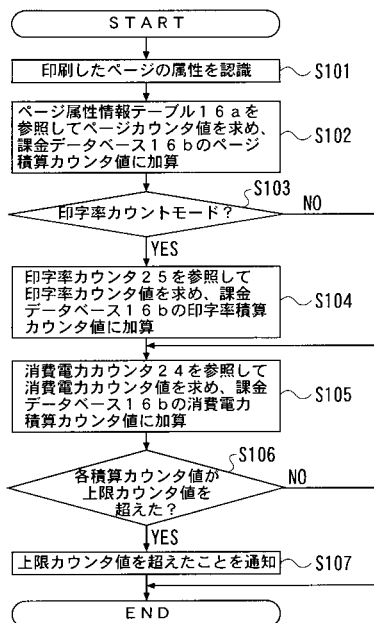 ＳＴＡＲＴ
印刷したページの属性を認識
S101
ページ属性情報テーブル１６ａを
参照してページカウンタ値を求め、
課金データベース１６ｂのページ
積算カウンタ値に加算
S102
S103
印字率カウントモード？
NO
YES
印字率カウンタ２５を参照して
印字率カウンタ値を求め、課金
データベース１６ｂの印字率積算
カウンタ値に加算
S104
消費電力カウンタ２４を参照して
消費電力カウンタ値を求め、課金
データベース１６ｂの消費電力
積算カウンタ値に加算
S105
S106
各積算カウンタ値が
上限カウンタ値を
超えた？
NO
YES
上限カウンタ値を超えたことを通知
S107
ＥＮＤ